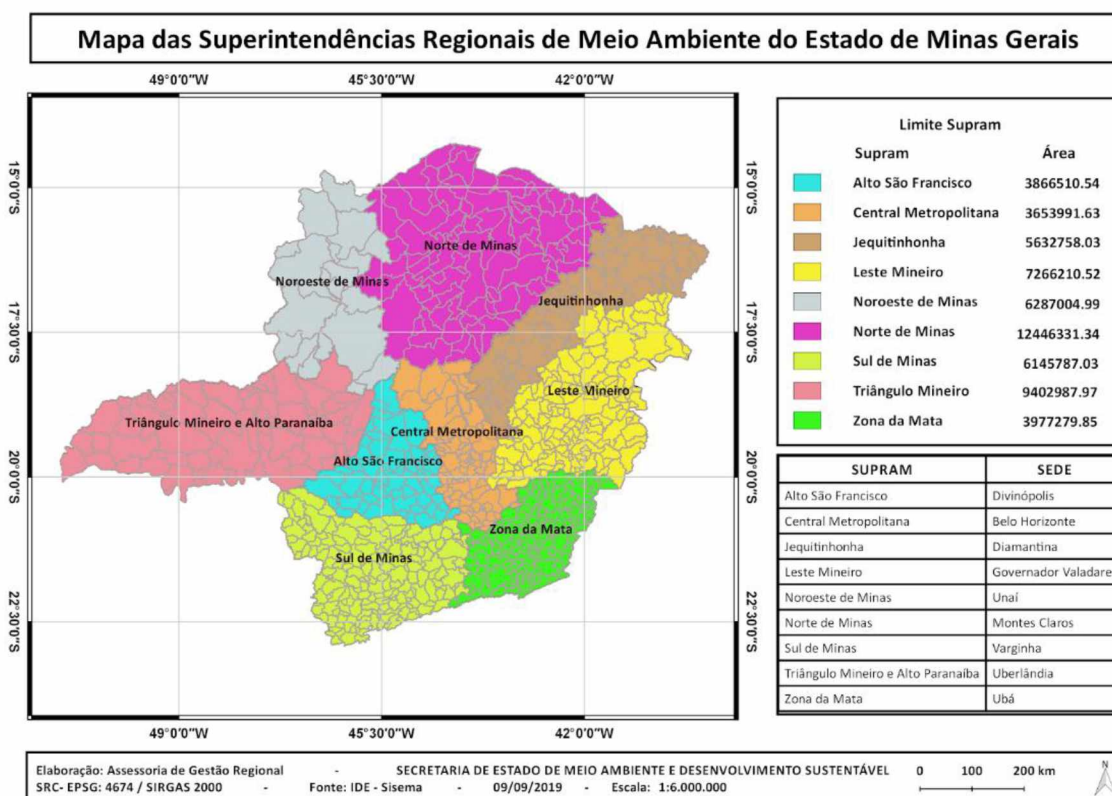 Mapa das Superintendências Regionais de Meio Ambiente do Estado de Minas Gerais
49°0'0"W 45°30'0"W 42°0'0"W
15°0'0"S 15°0'0"S
17°30'0"S 17°30'0"S
20°0'0"S 20°0'0"S
22°30'0"S 22°30'0"S
Norte de Minas
Noroeste de Minas
Jequitinhonha
Leste Mineiro
Triângulo Mineiro e Alto Paranaíba
Central Metropolitana
Alto São Francisco
Zona da Mata
Sul de Minas
49°0'0"W 45°30'0"W 42°0'0"W
Limite Supram
Supram Área
Alto São Francisco 3866510.54
Central Metropolitana 3653991.63
Jequitinhonha 5632758.03
Leste Mineiro 7266210.52
Noroeste de Minas 6287004.99
Norte de Minas 12446331.34
Sul de Minas 6145787.03
Triângulo Mineiro 9402987.97
Zona da Mata 3977279.85
SUPRAM SEDE
Alto São Francisco Divinópolis
Central Metropolitana Belo Horizonte
Jequitinhonha Diamantina
Leste Mineiro Governador Valadare
Noroeste de Minas Unaí
Norte de Minas Montes Claros
Sul de Minas Varginha
Triângulo Mineiro e Alto Paranaíba Uberlândia
Zona da Mata Ubá
Elaboração: Assessoria de Gestão Regional - SECRETARIA DE ESTADO DE MEIO AMBIENTE E DESENVOLVIMENTO SUSTENTÁVEL
SRC- EPSG: 4674 / SIRGAS 2000 - Fonte: IDE - Sisema - 09/09/2019 - Escala: 1:6.000.000
0 100 200 km
N